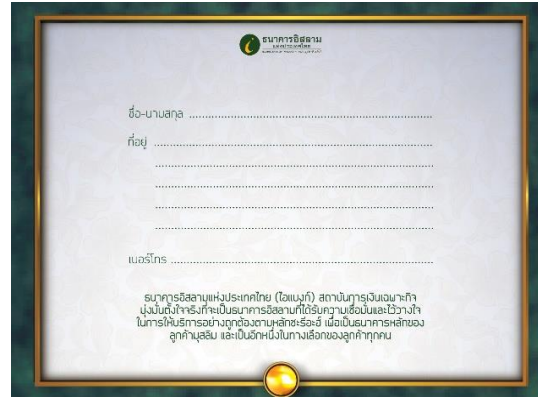 ธนาคารอิสลาม
แห่งประเทศไทย
ชื่อ-นามสกุล
ที่อยู่
เบอร์โทร
ธนาคารอิสลามแห่งประเทศไทย (ไอแบงก์) สถาบันการเงินเฉพาะกิจ
มุ่งมั่นตั้งใจจริงที่จะเป็นธนาคารอิสลามที่ได้รับความเชื่อมั่นและไว้วางใจ
ในการให้บริการอย่างถูกต้องตามหลักชะรีอะฮ์ เพื่อเป็นธนาคารหลักของ
ลูกค้ามุสลิม และเป็นอีกหนึ่งในทางเลือกของลูกค้าทุกคน